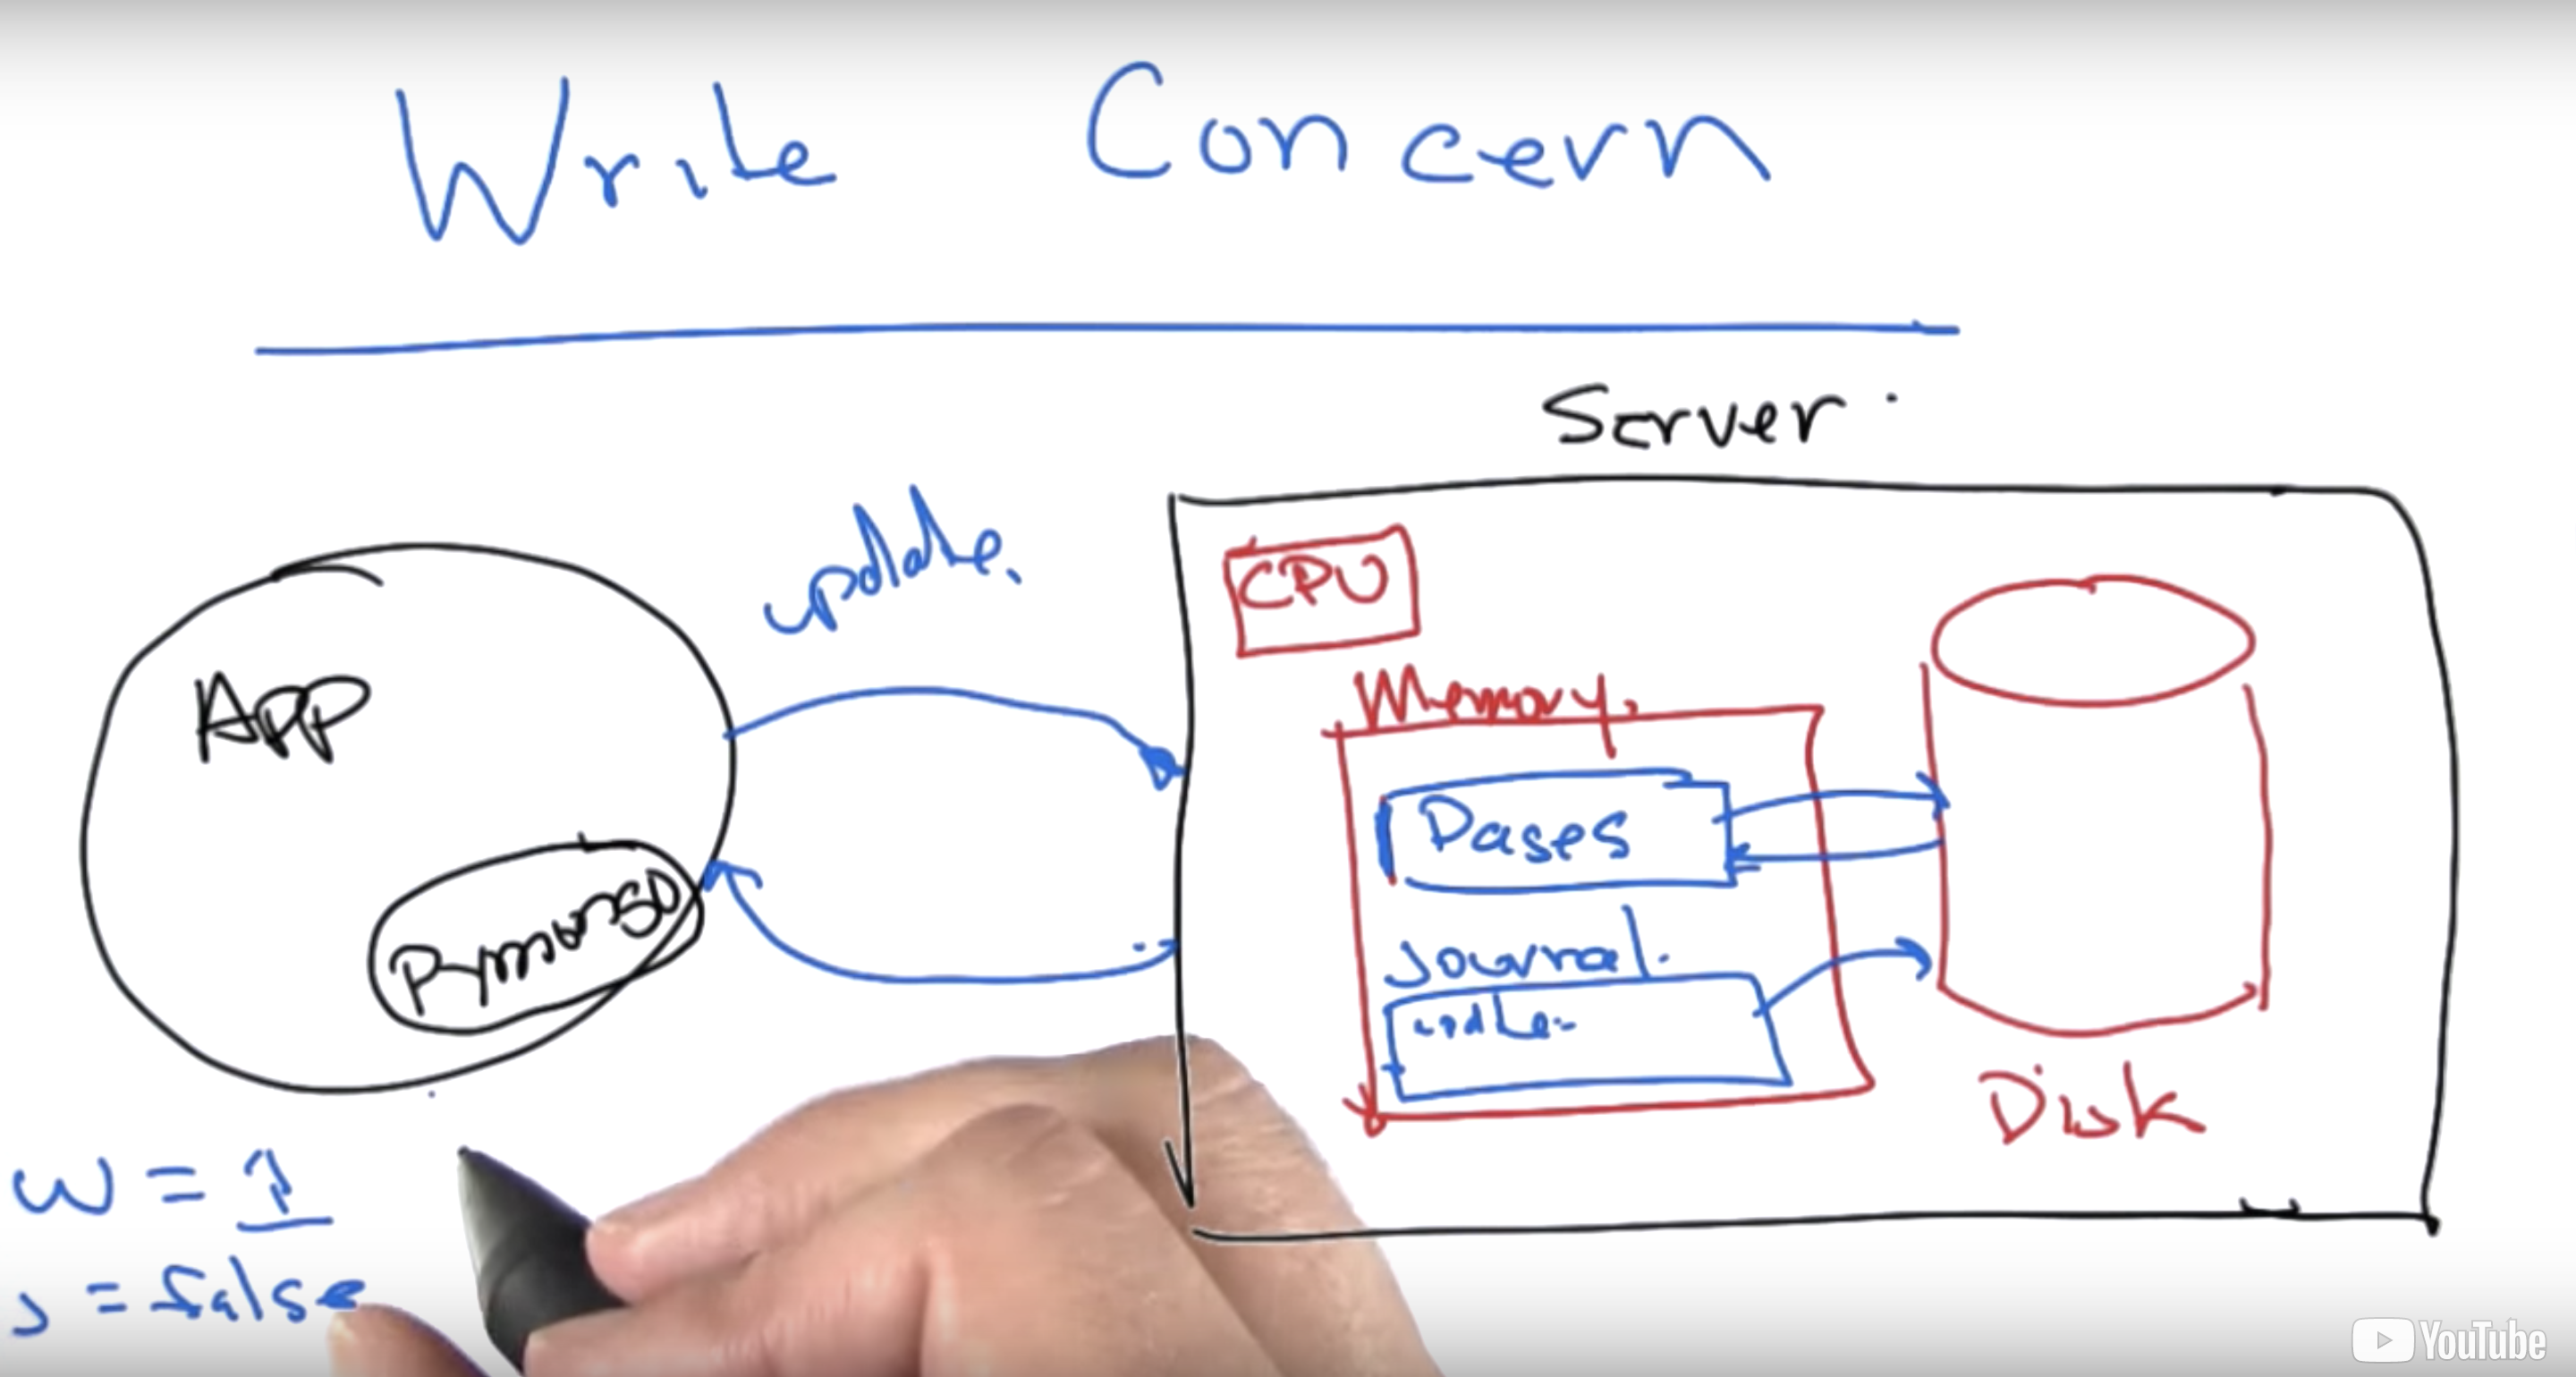 Write Concern
Server
update.
CPU
App
Memory.
Pages
Pymongo
Journal.
update
Disk
w = 1
j = false
YouTube